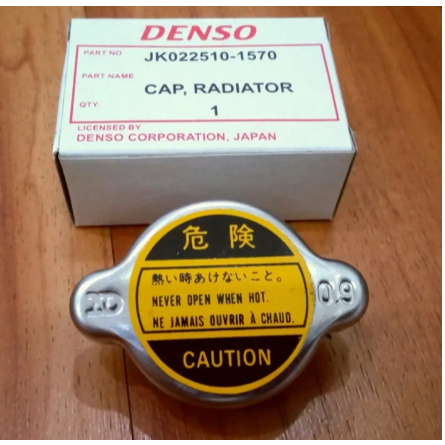 DENSO
PART NO
JK022510-1570
PART NAME
CAP, RADIATOR
QTY.
1
LICENSED BY
DENSO CORPORATION, JAPAN
危険
熱い時あけないこと。
NEVER OPEN WHEN HOT.
NE JAMAIS OUVRIR À CHAUD.
0.9
CAUTION